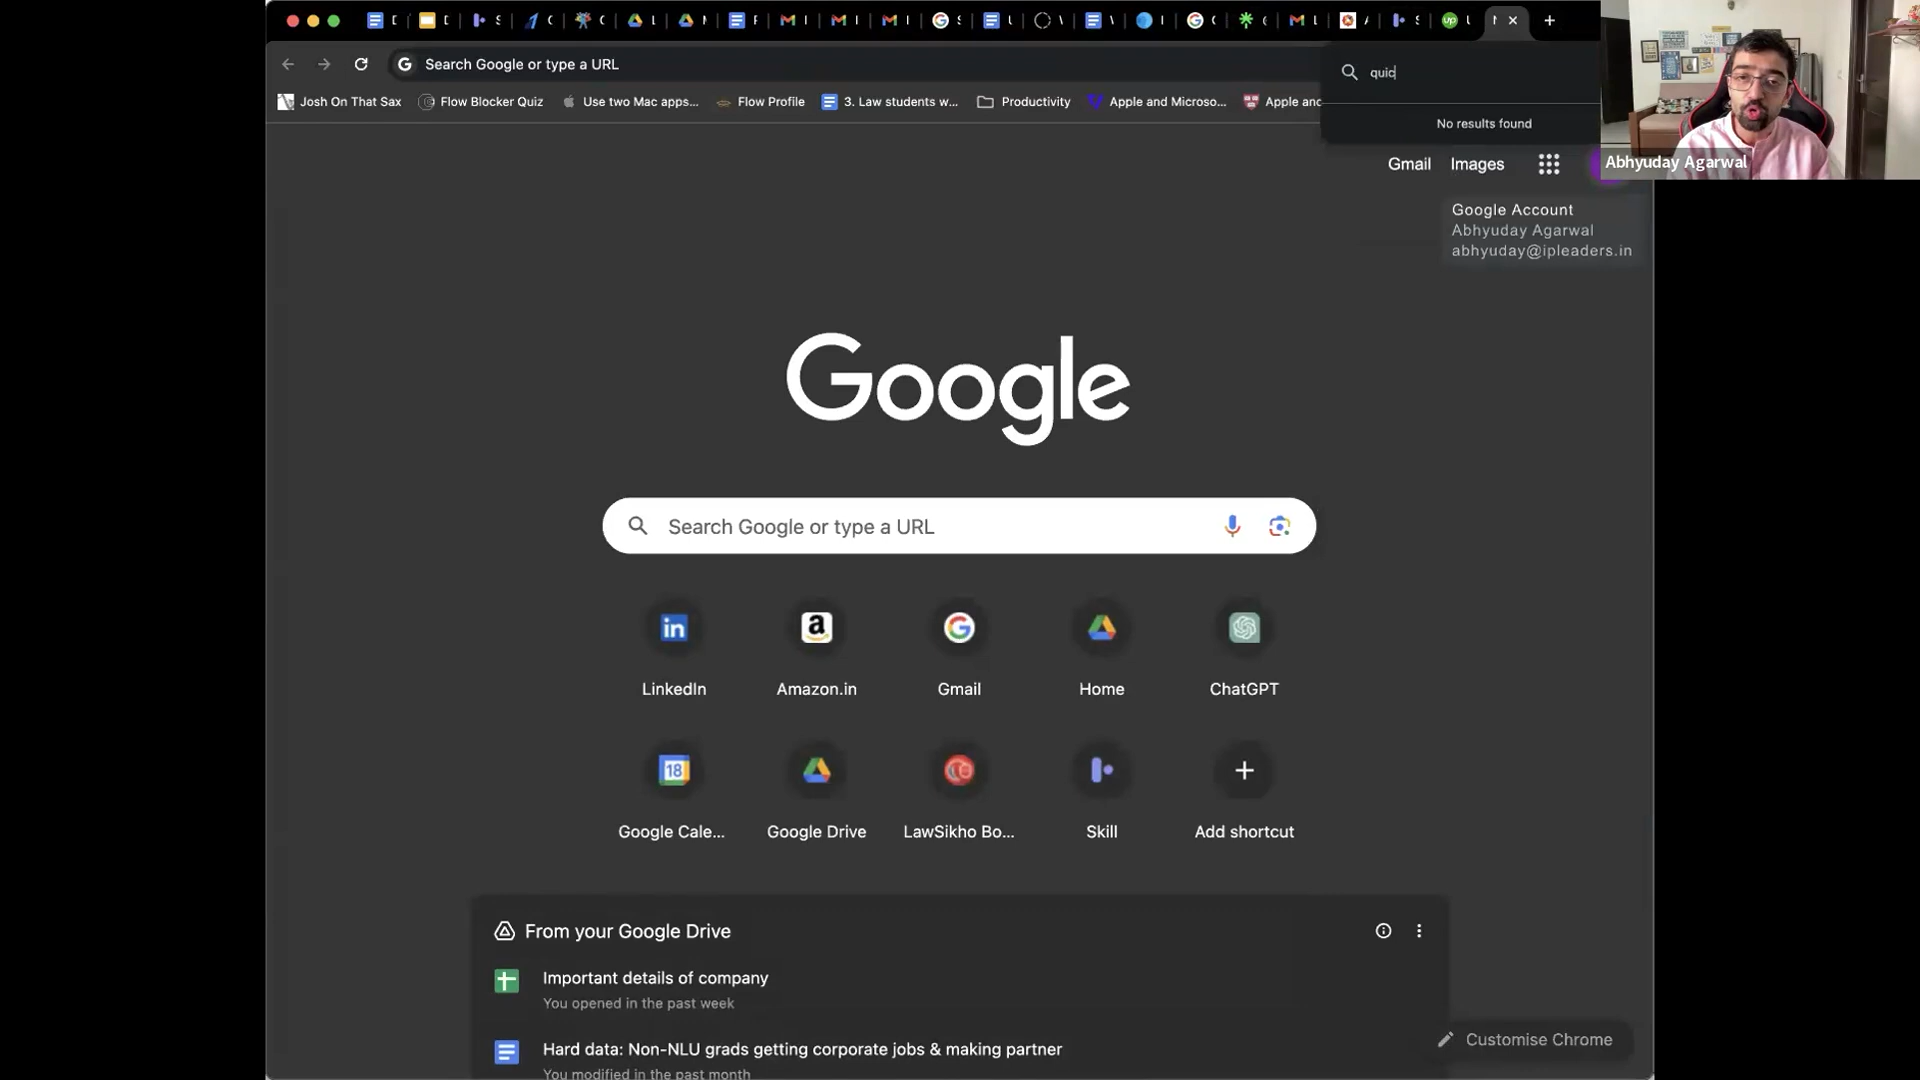 Search Google or type a URL
quic
Josh On That Sax
Flow Blocker Quiz
Use two Mac apps...
Flow Profile
3. Law students w...
Productivity
Apple and Microso...
Apple and
No results found
Abhyuday Agarwal
Gmail
Images
Google Account
Abhyuday Agarwal
abhyuday@ipleaders.in
Google
Search Google or type a URL
LinkedIn
Amazon.in
Gmail
Home
ChatGPT
18
Google Cale...
Google Drive
LawSikho Bo...
Skill
Add shortcut
From your Google Drive
Important details of company
You opened in the past week
Hard data: Non-NLU grads getting corporate jobs & making partner
You modified in the past month
Customise Chrome